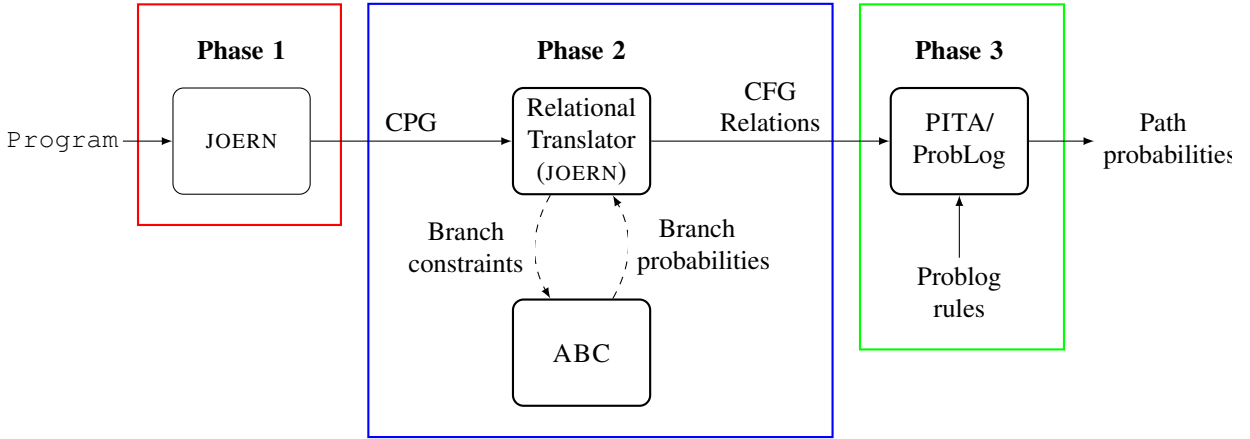 Phase 1
Phase 2
Phase 3
Program
JOERN
CPG
Relational
Translator
(JOERN)
CFG
Relations
PITA/
ProbLog
Path
probabilities
Branch
constraints
Branch
probabilities
Problog
rules
ABC